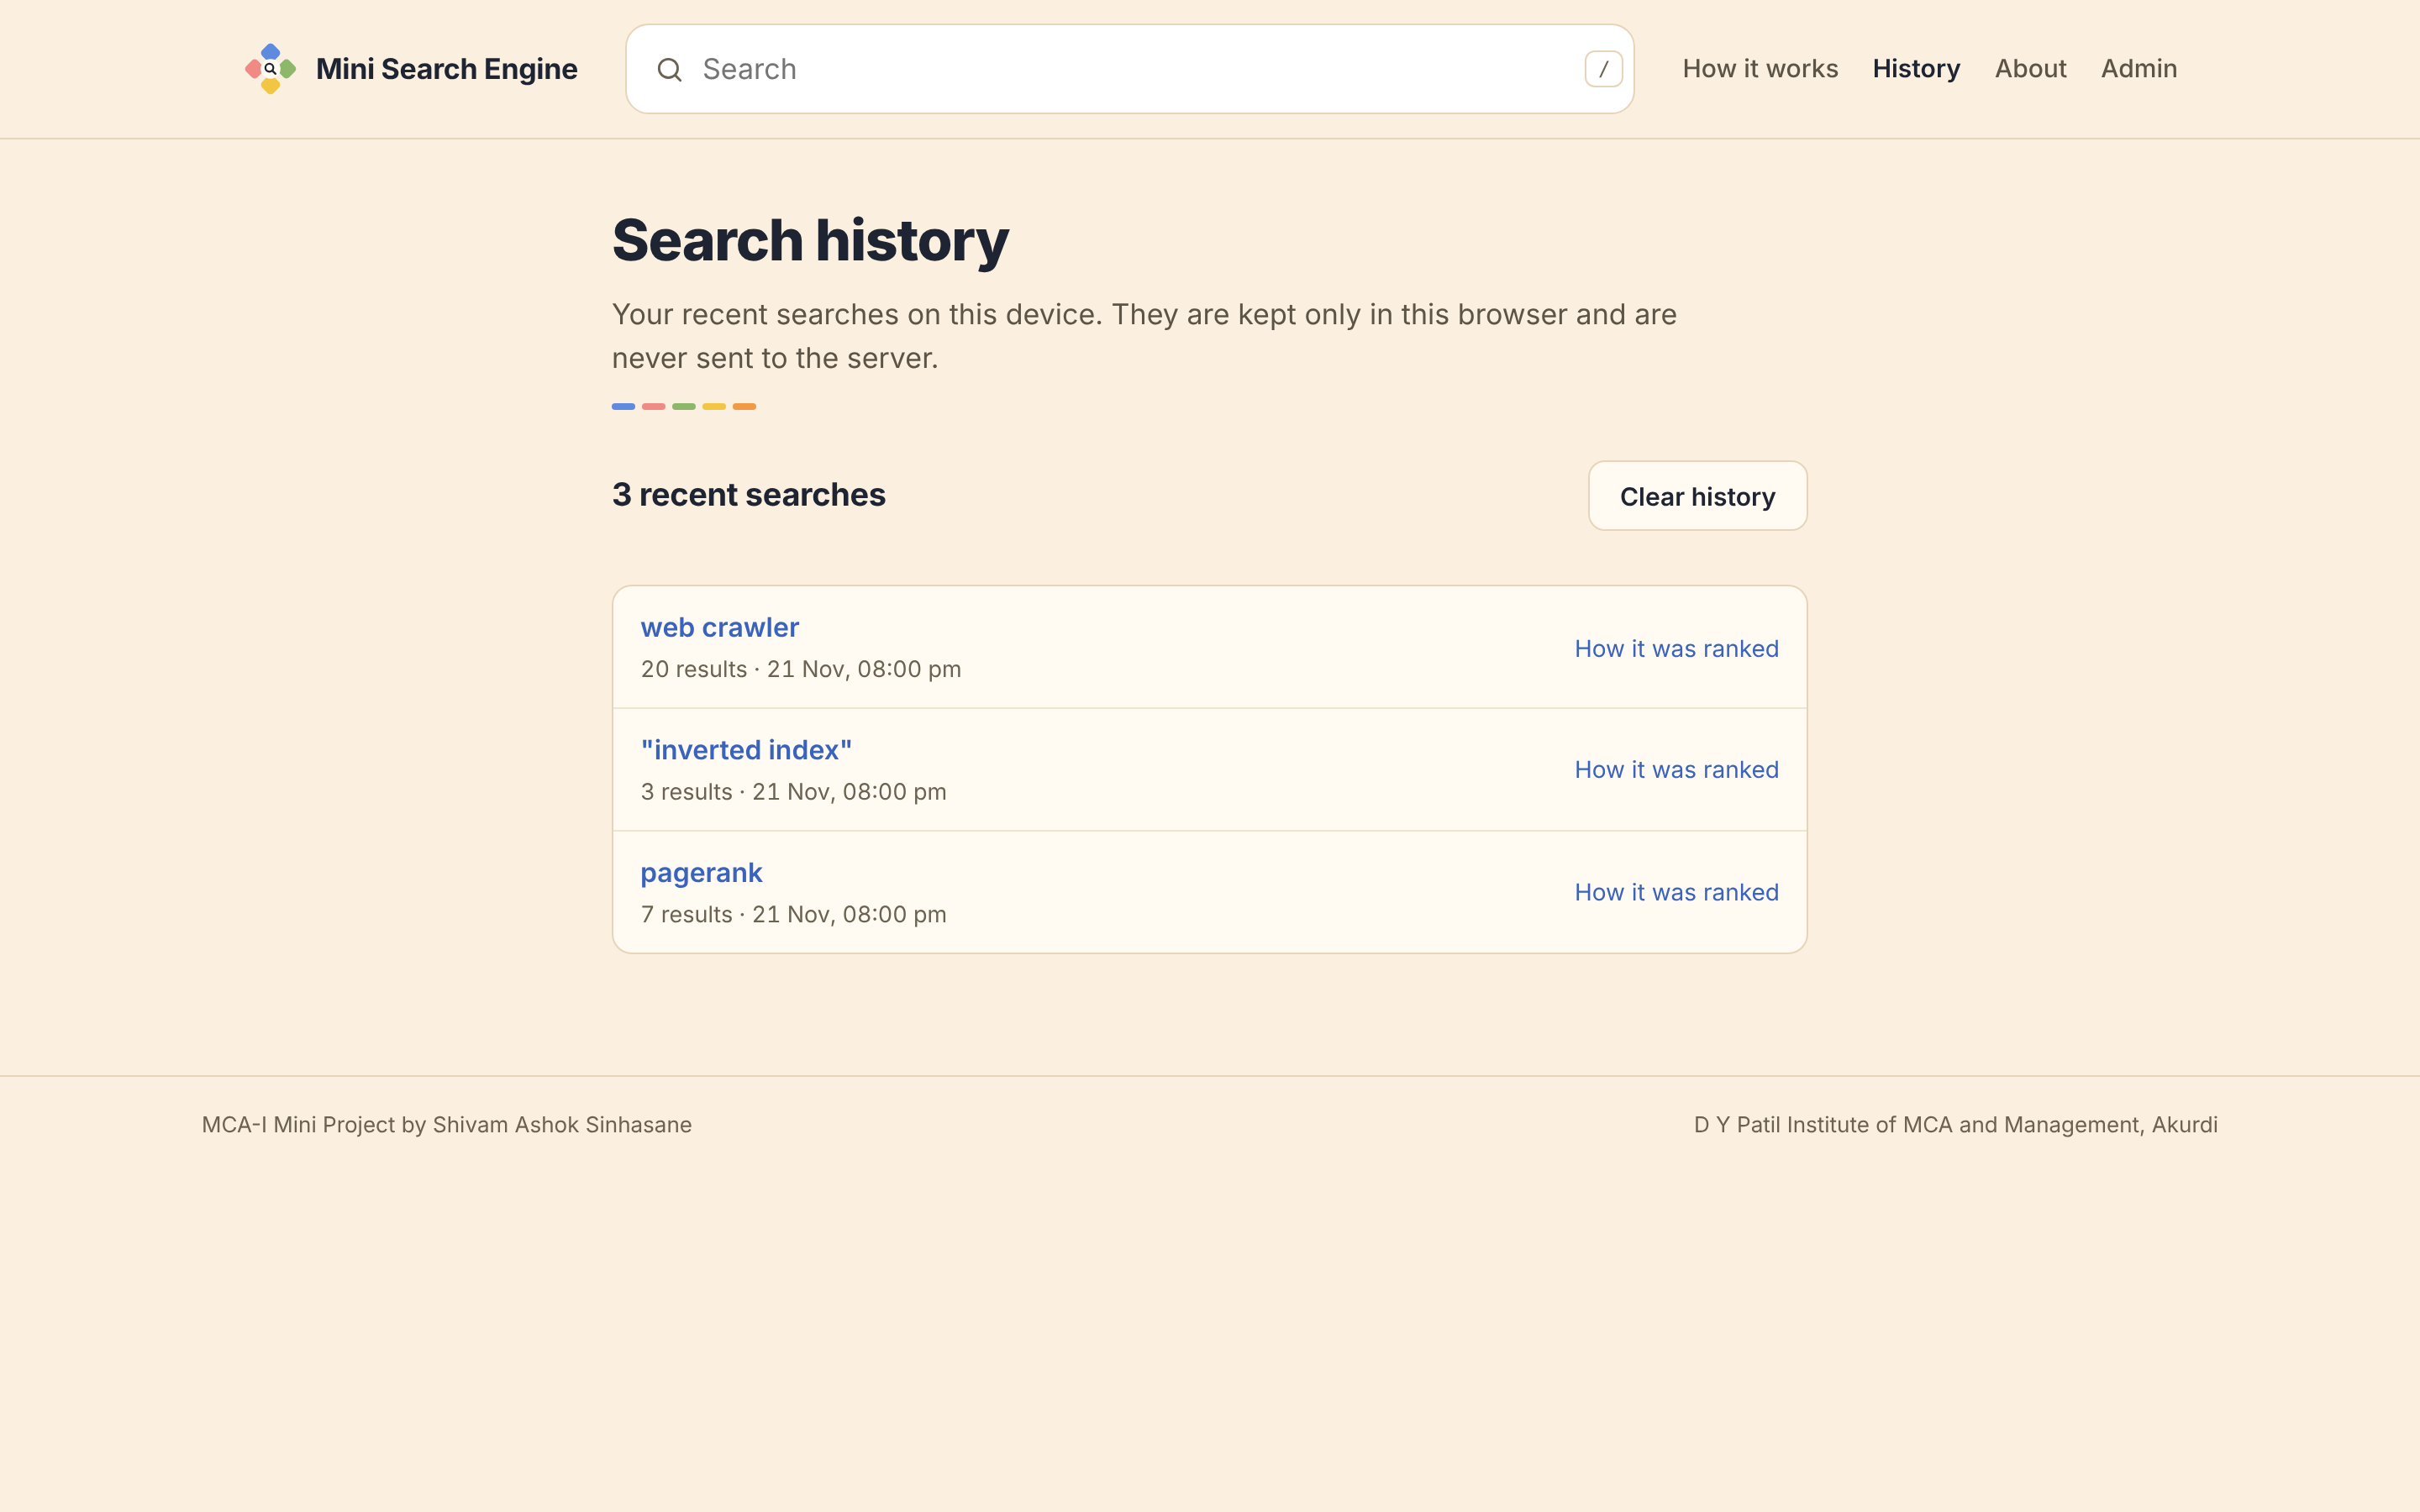 Mini Search Engine
Search
/
How it works
History
About
Admin
Search history
Your recent searches on this device. They are kept only in this browser and are
never sent to the server.
3 recent searches
Clear history
web crawler
20 results · 21 Nov, 08:00 pm
How it was ranked
"inverted index"
3 results · 21 Nov, 08:00 pm
How it was ranked
pagerank
7 results · 21 Nov, 08:00 pm
How it was ranked
MCA-I Mini Project by Shivam Ashok Sinhasane
D Y Patil Institute of MCA and Management, Akurdi